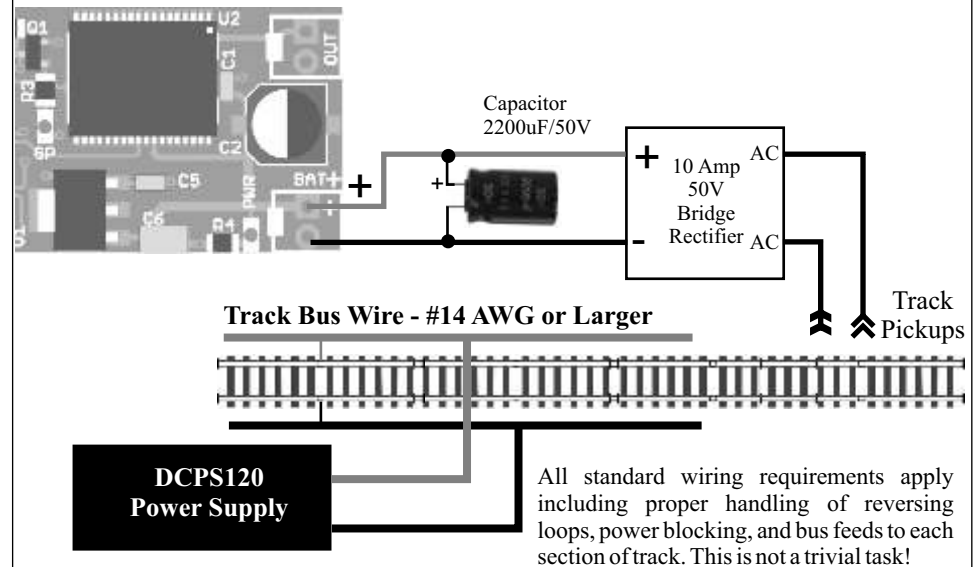 Q1
U2
OUT
C1
R3
GP
C2
C5
BAT+
PWR
C6
R4
+
+
-
+
Capacitor
2200uF/50V
10 Amp
50V
Bridge
Rectifier
AC
AC
Track
Pickups
Track Bus Wire - #14 AWG or Larger
DCPS120
Power Supply
All standard wiring requirements apply
including proper handling of reversing
loops, power blocking, and bus feeds to each
section of track. This is not a trivial task!